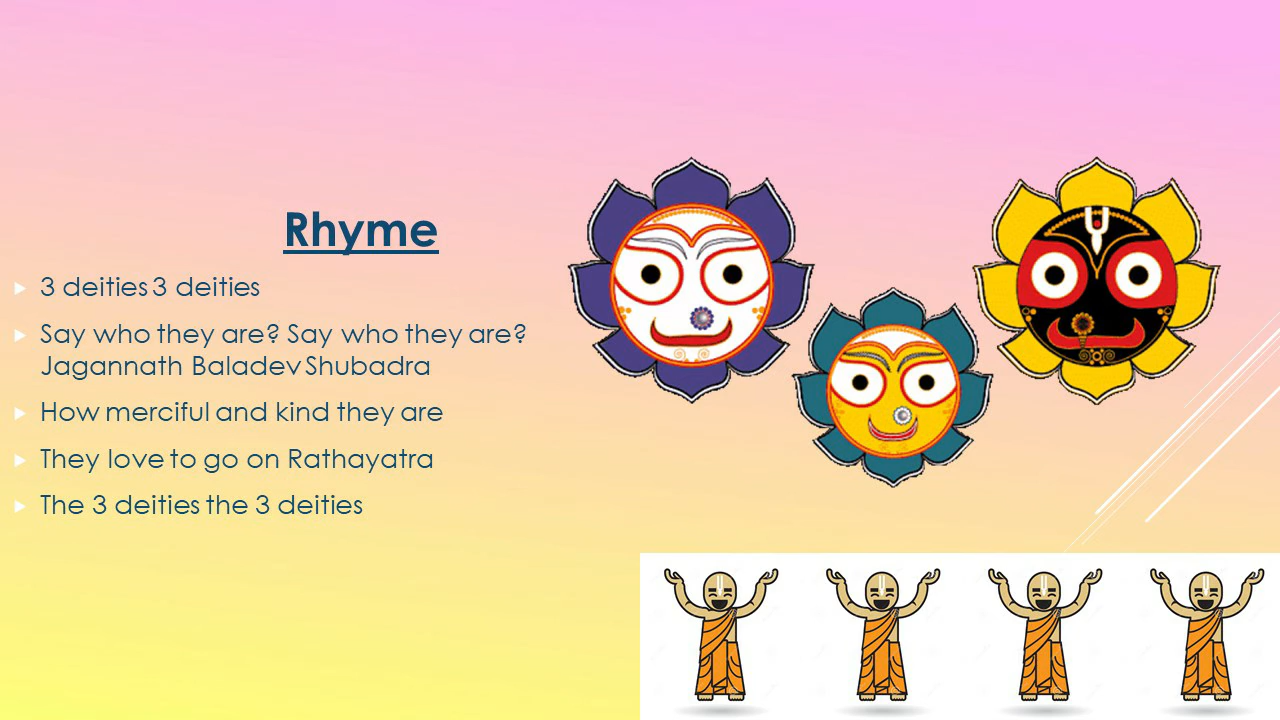 Rhyme
3 deities 3 deities
Say who they are? Say who they are?
Jagannath Baladev Shubadra
How merciful and kind they are
They love to go on Rathayatra
The 3 deities the 3 deities